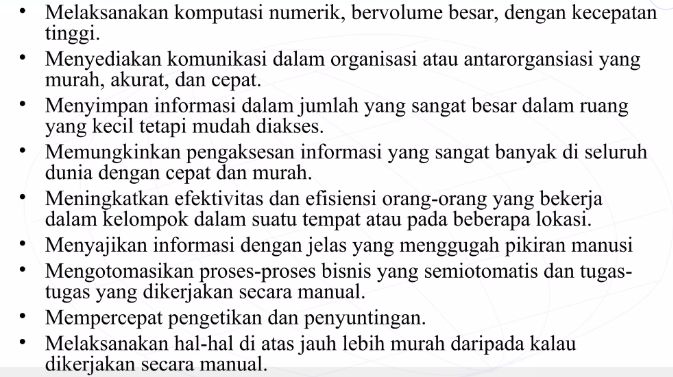 • Melaksanakan komputasi numerik, bervolume besar, dengan kecepatan
tinggi.
• Menyediakan komunikasi dalam organisasi atau antarorgansiasi yang
murah, akurat, dan cepat.
• Menyimpan informasi dalam jumlah yang sangat besar dalam ruang
yang kecil tetapi mudah diakses.
• Memungkinkan pengaksesan informasi yang sangat banyak di seluruh
dunia dengan cepat dan murah.
• Meningkatkan efektivitas dan efisiensi orang-orang yang bekerja
dalam kelompok dalam suatu tempat atau pada beberapa lokasi.
• Menyajikan informasi dengan jelas yang menggugah pikiran manusi
• Mengotomasikan proses-proses bisnis yang semiotomatis dan tugas-
tugas yang dikerjakan secara manual.
• Mempercepat pengetikan dan penyuntingan.
• Melaksanakan hal-hal di atas jauh lebih murah daripada kalau
dikerjakan secara manual.